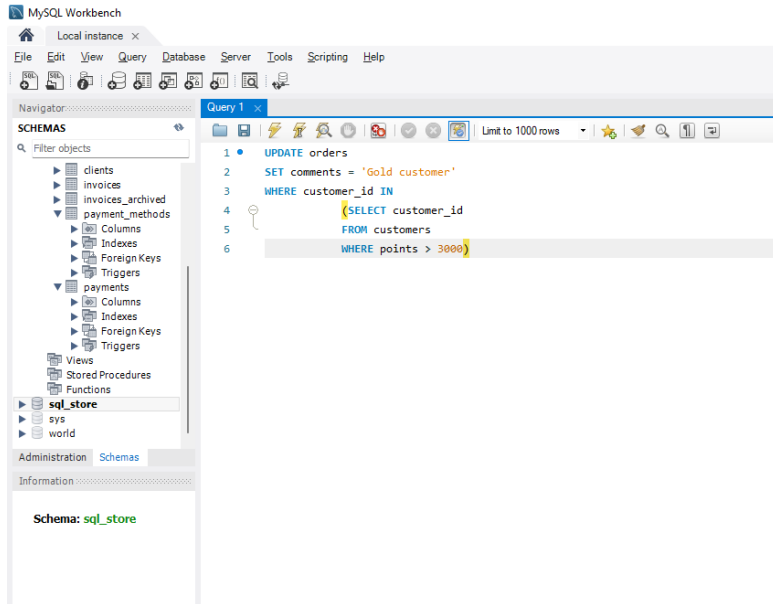 MySQL Workbench
Local instance ×
File Edit View Query Database Server Tools Scripting Help
SQL SQL
Navigator
SCHEMAS
Filter objects
clients
invoices
invoices_archived
payment_methods
Columns
Indexes
Foreign Keys
Triggers
payments
Columns
Indexes
Foreign Keys
Triggers
Views
Stored Procedures
Functions
sql_store
sys
world
Administration Schemas
Information
Schema: sql_store
Query 1 ×
Limit to 1000 rows
1 UPDATE orders
2 SET comments = 'Gold customer'
3 WHERE customer_id IN
4 (SELECT customer_id
5 FROM customers
6 WHERE points > 3000)